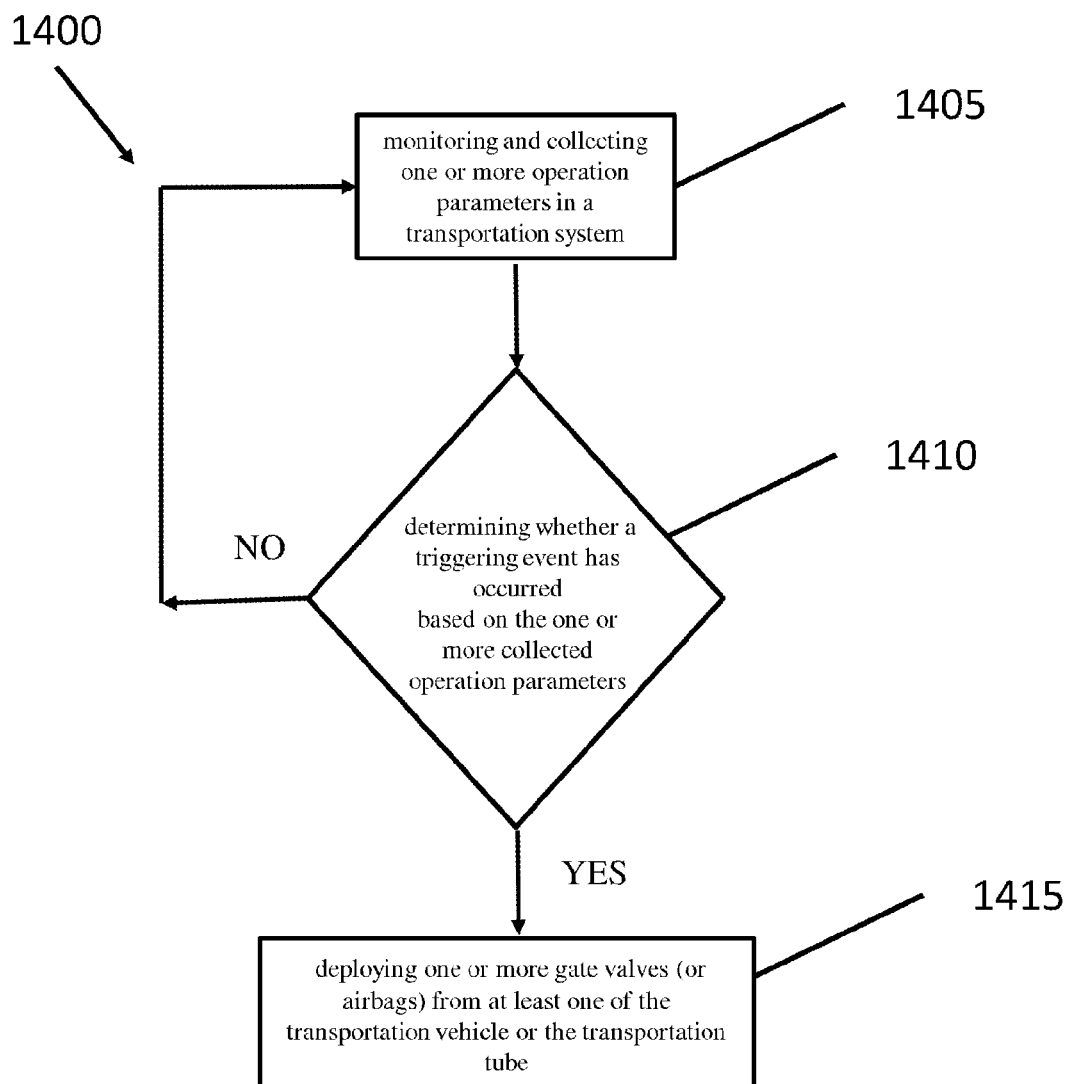 1400
1405
monitoring and collecting
one or more operation
parameters in a
transportation system
1410
determining whether a
triggering event has
occurred
based on the one or
more collected
operation parameters
NO
YES
1415
deploying one or more gate valves (or
airbags) from at least one of the
transportation vehicle or the transportation
tube